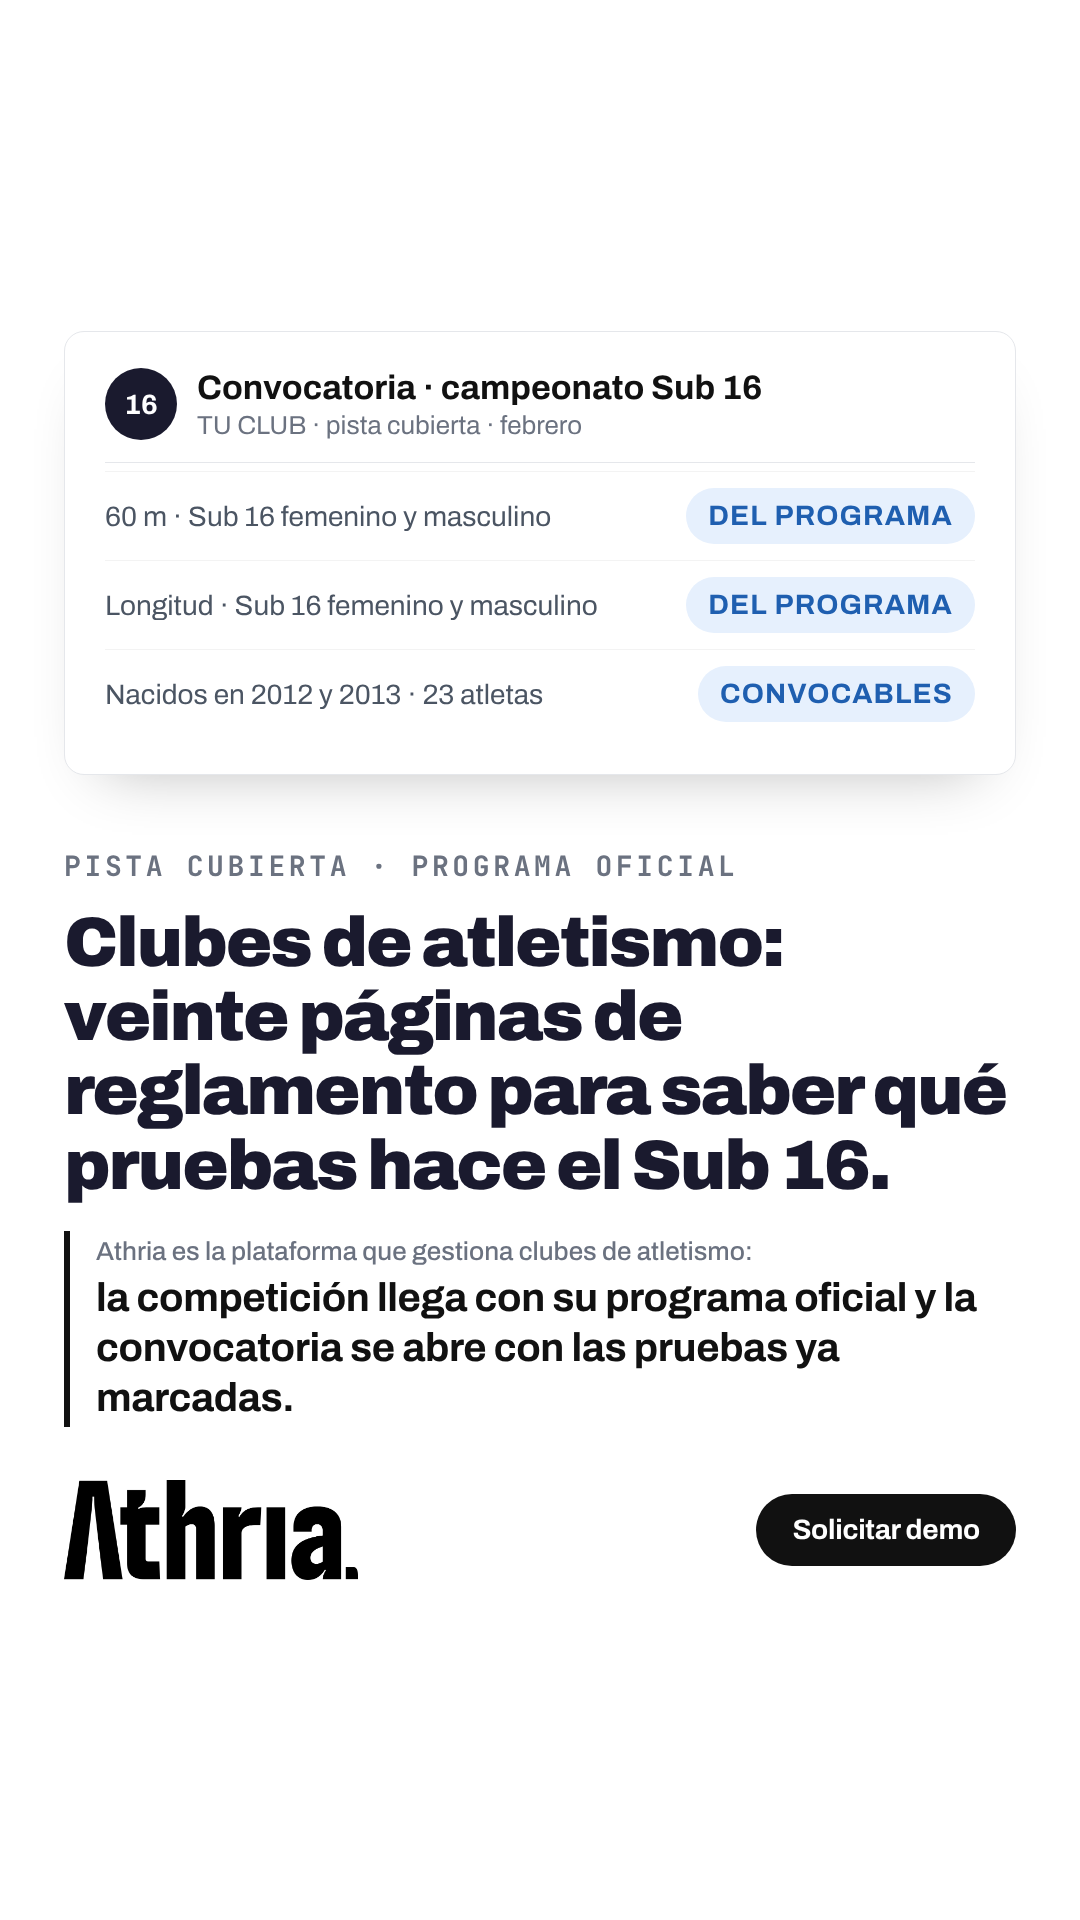 16
Convocatoria · campeonato Sub 16
TU CLUB · pista cubierta · febrero
60 m · Sub 16 femenino y masculino
DEL PROGRAMA
Longitud · Sub 16 femenino y masculino
DEL PROGRAMA
Nacidos en 2012 y 2013 · 23 atletas
CONVOCABLES
PISTA CUBIERTA · PROGRAMA OFICIAL
Clubes de atletismo:
veinte páginas de
reglamento para saber qué
pruebas hace el Sub 16.
Athria es la plataforma que gestiona clubes de atletismo:
la competición llega con su programa oficial y la
convocatoria se abre con las pruebas ya
marcadas.
Athria.
Solicitar demo